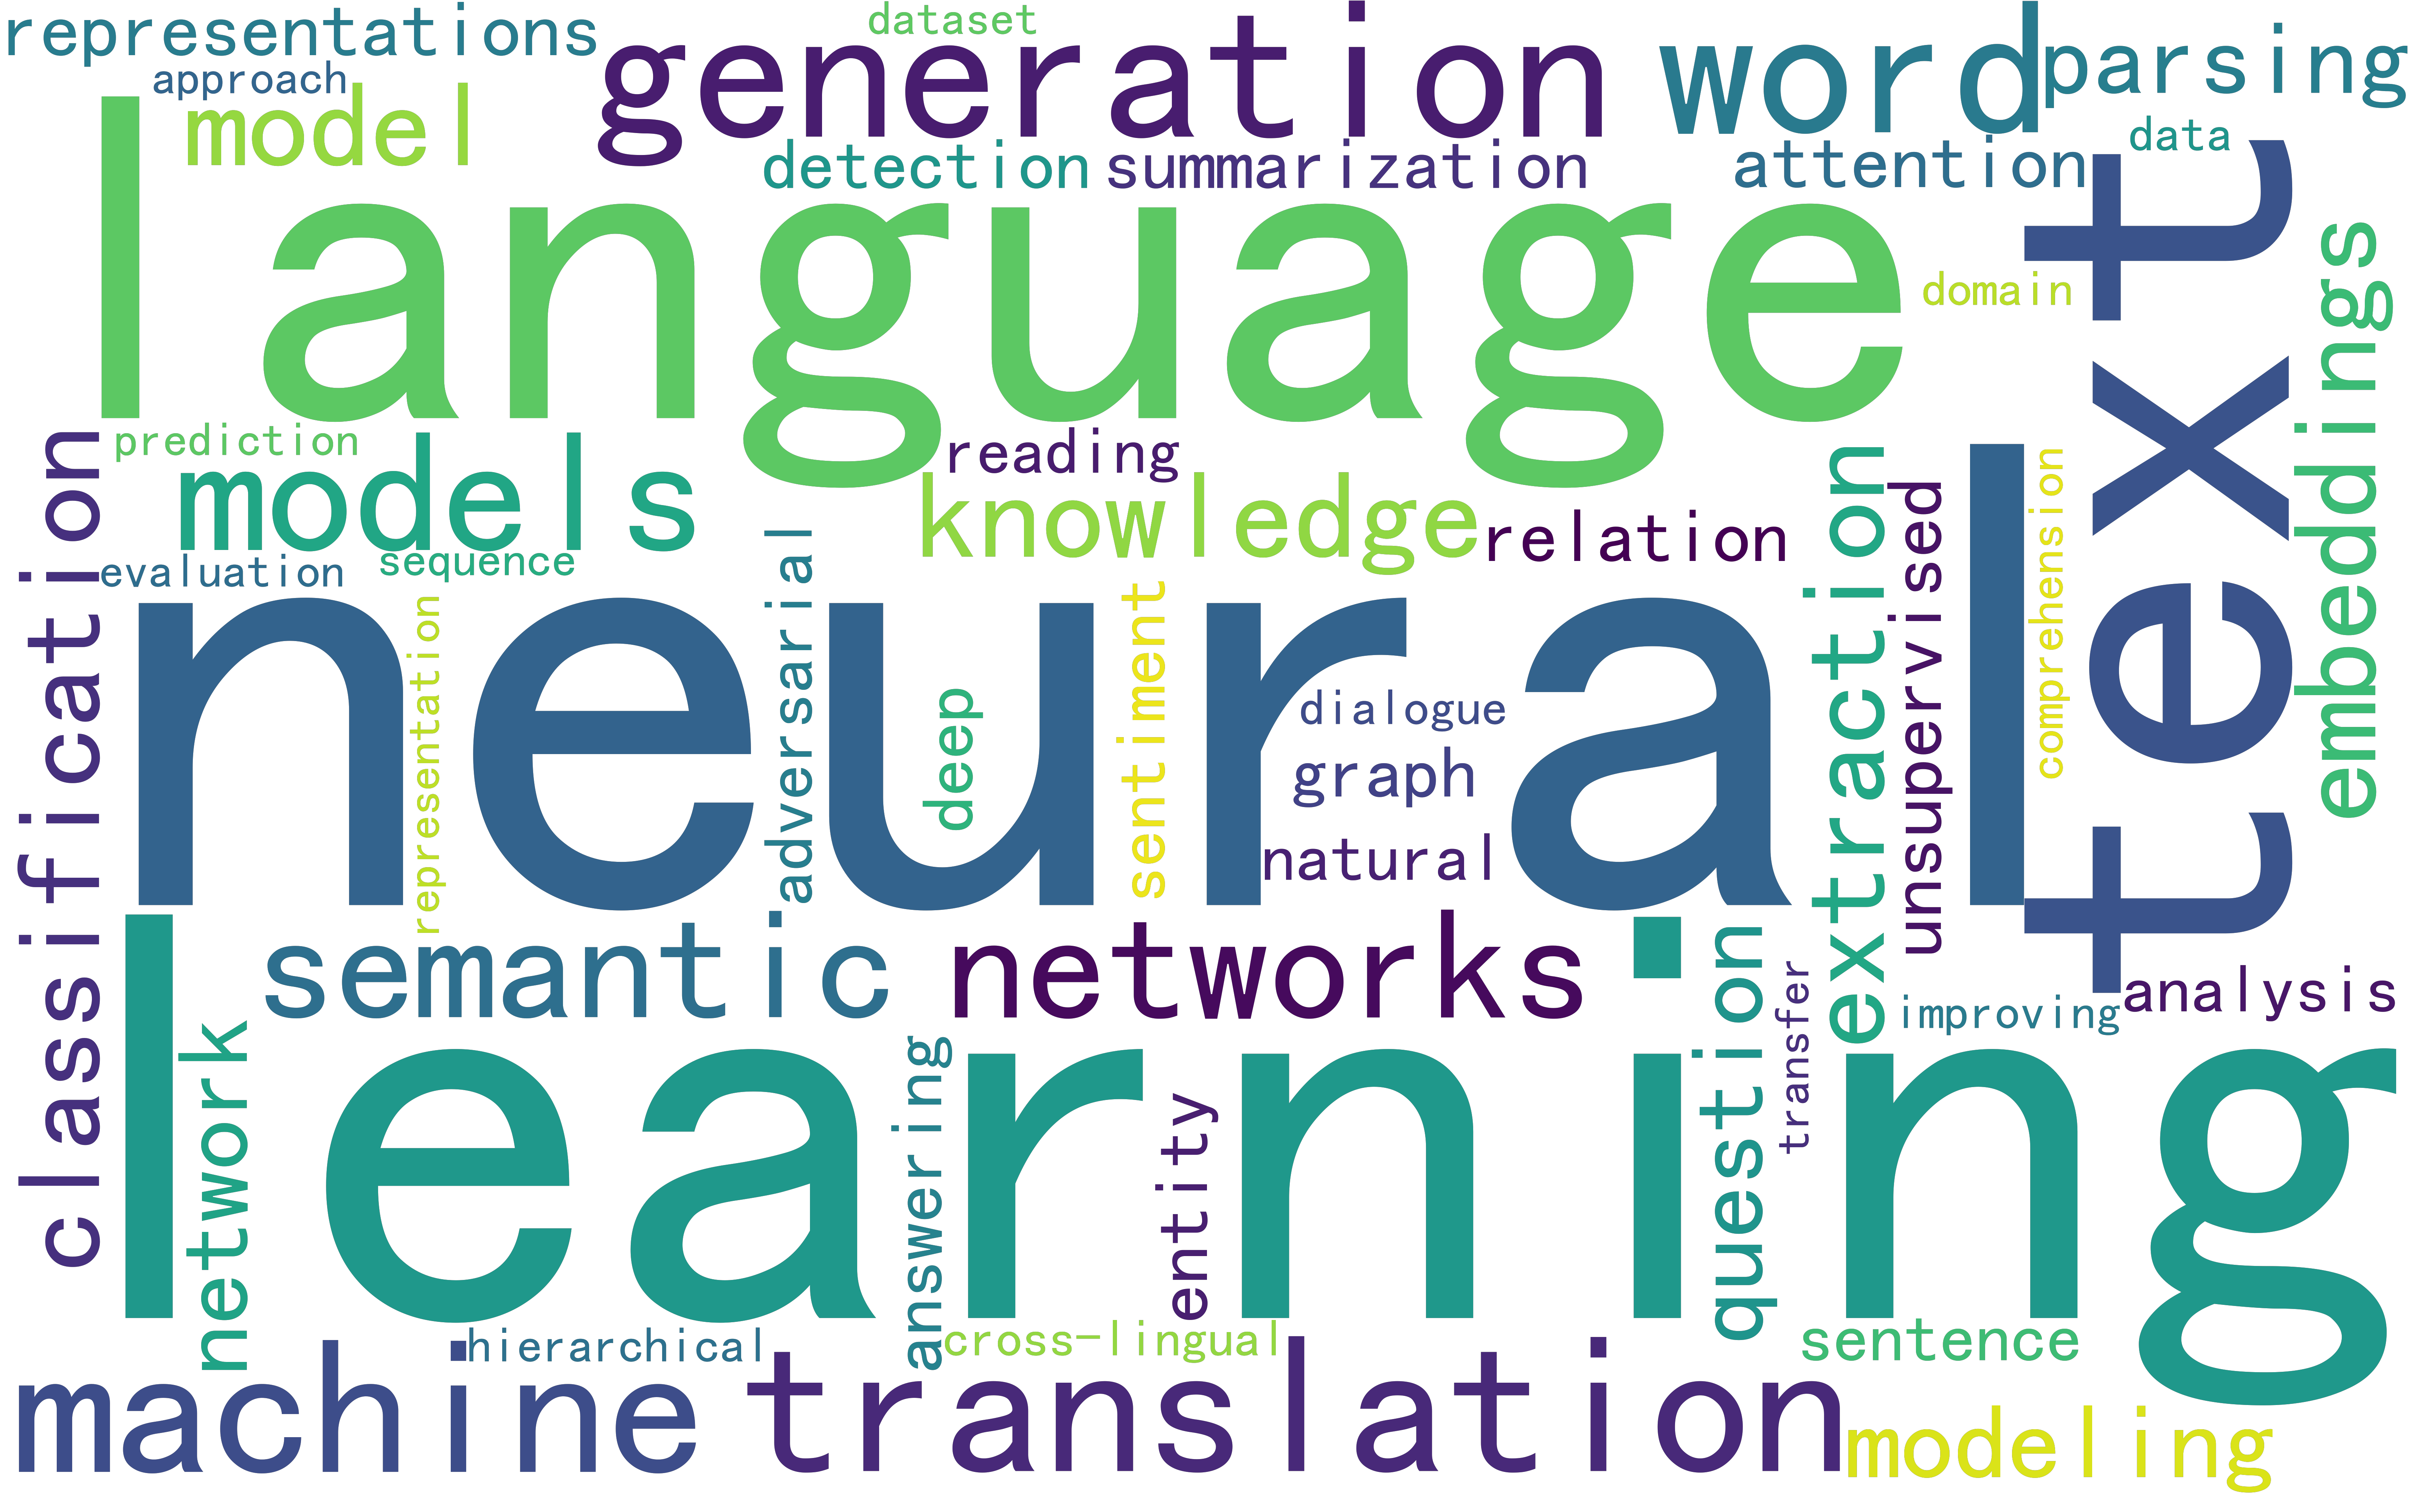 representations
dataset
generation
word
parsing
approach
model
detection
summarization
attention
data
language
text
domain
embeddings
prediction
models
reading
knowledge
relation
classification
evaluation
sequence
extraction
unsupervised
comprehension
neural
representation
adversarial
deep
sentiment
dialogue
graph
natural
semantic
networks
question
transfer
improving
analysis
learning
network
answering
entity
hierarchical
cross-lingual
sentence
machine
translation
modeling